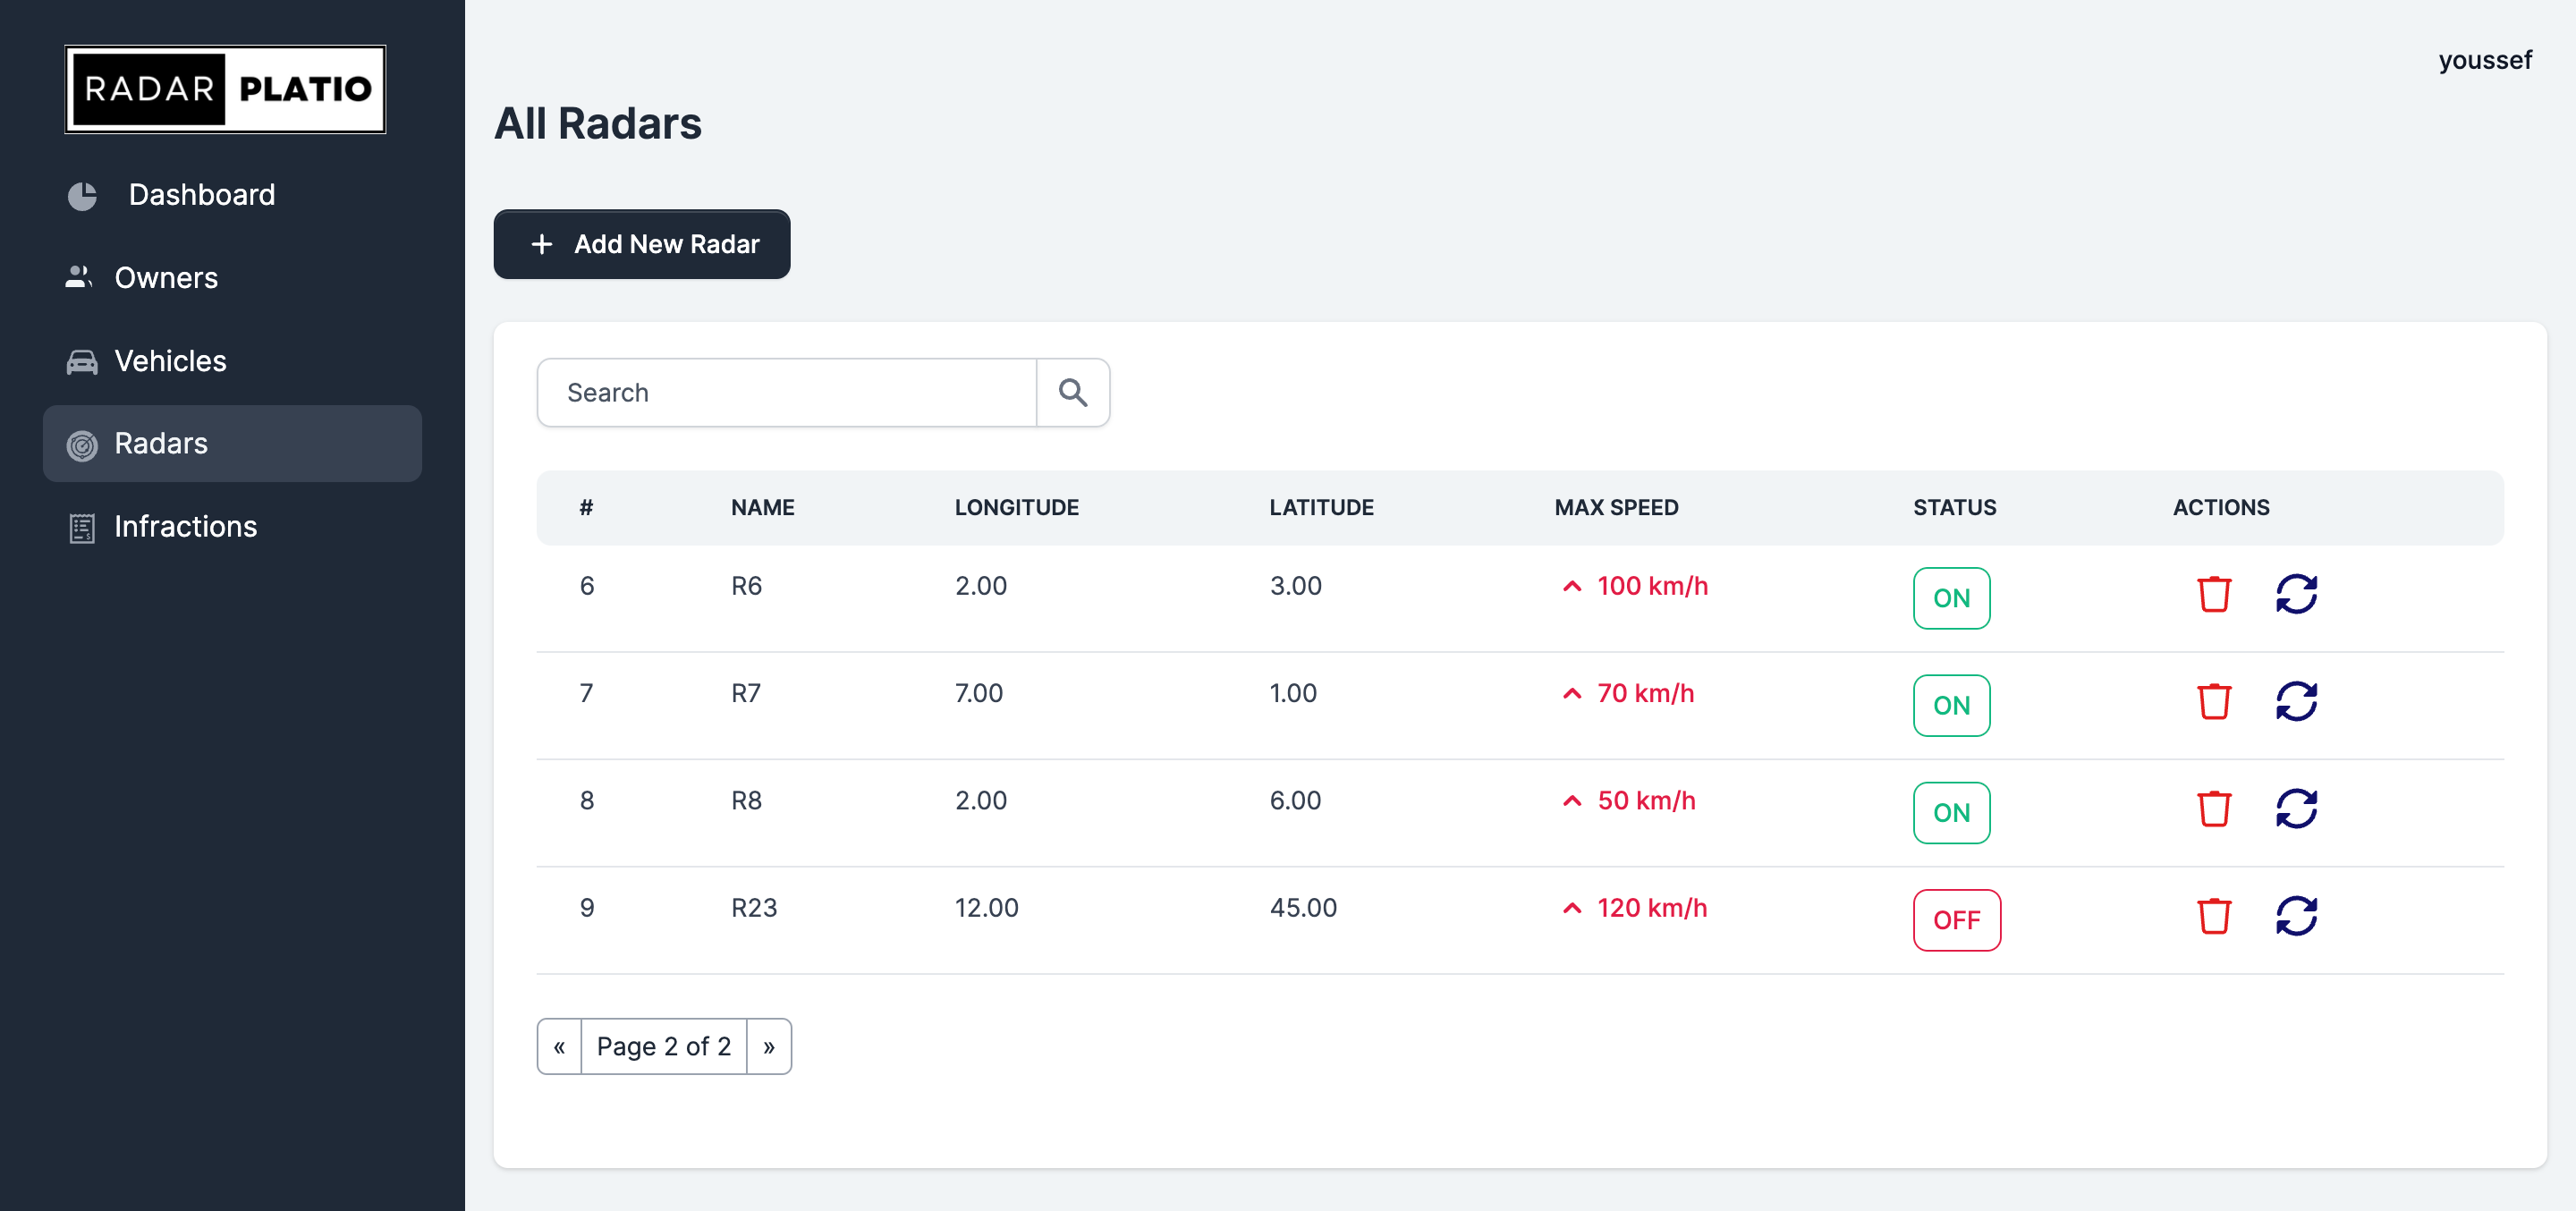 RADAR PLATIO
Dashboard
Owners
Vehicles
Radars
Infractions
youssef
All Radars
+ Add New Radar
Search
# NAME LONGITUDE LATITUDE MAX SPEED STATUS ACTIONS
6 R6 2.00 3.00 100 km/h ON
7 R7 7.00 1.00 70 km/h ON
8 R8 2.00 6.00 50 km/h ON
9 R23 12.00 45.00 120 km/h OFF
« Page 2 of 2 »